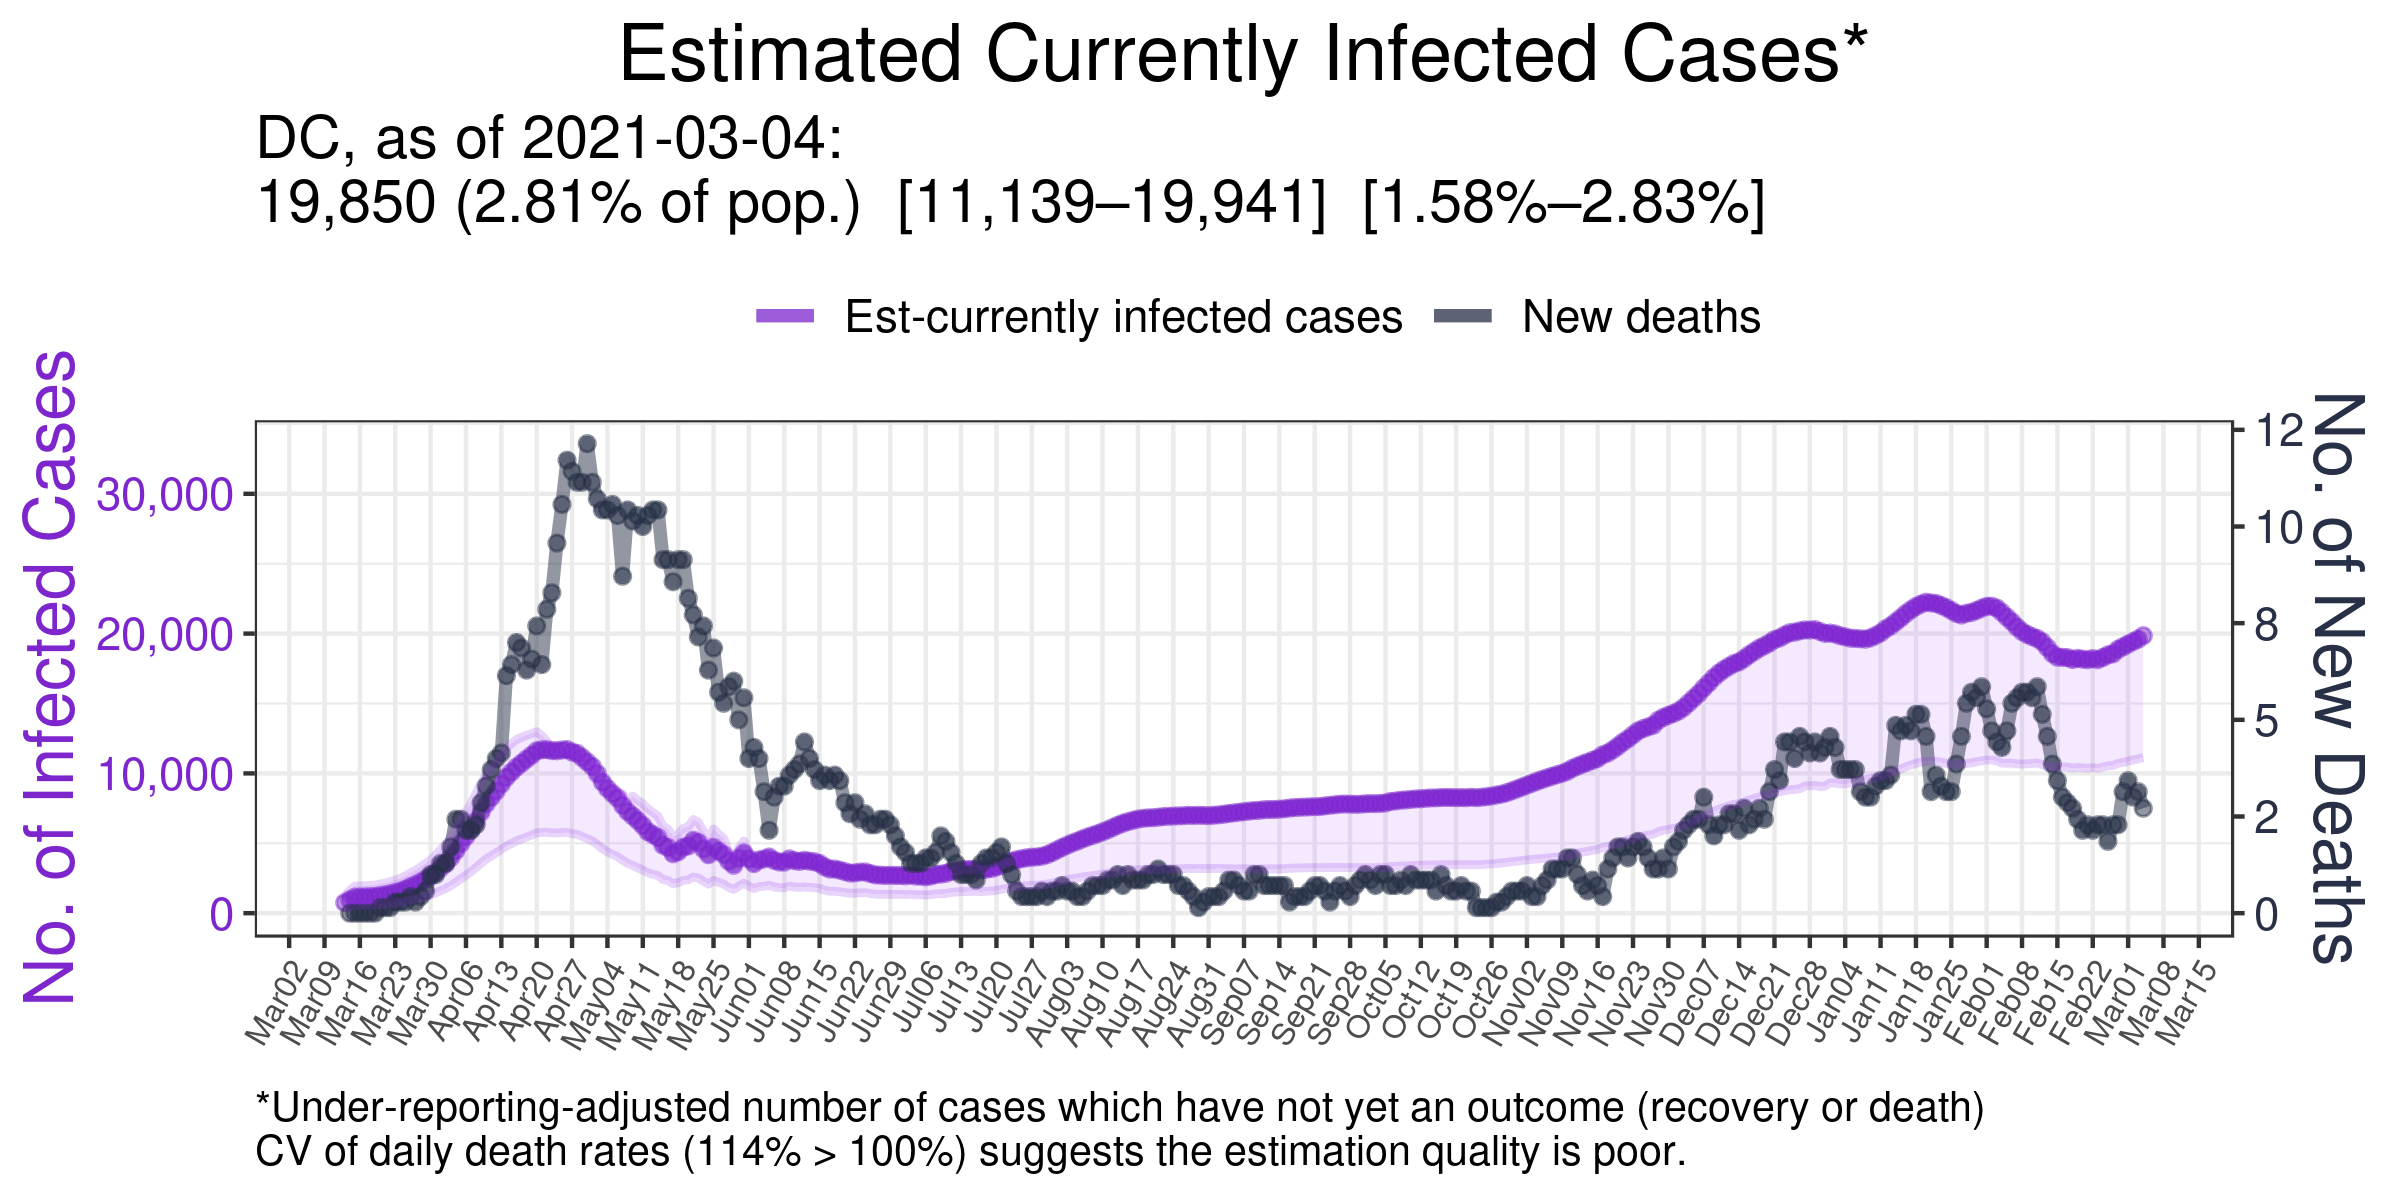 Estimated Currently Infected Cases*
DC, as of 2021-03-04:
19,850 (2.81% of pop.) [11,139–19,941] [1.58%–2.83%]
Est-currently infected cases New deaths
No. of Infected Cases
30,000
20,000
10,000
0
12
10
8
5
2
0
No. of New Deaths
Mar02 Mar09 Mar16 Mar23 Mar30 Apr06 Apr13 Apr20 Apr27 May04 May11 May18 May25 Jun01 Jun08 Jun15 Jun22 Jun29 Jul06 Jul13 Jul20 Jul27 Aug03 Aug10 Aug17 Aug24 Aug31 Sep07 Sep14 Sep21 Sep28 Oct05 Oct12 Oct19 Oct26 Nov02 Nov09 Nov16 Nov23 Nov30 Dec07 Dec14 Dec21 Dec28 Jan04 Jan11 Jan18 Jan25 Feb01 Feb08 Feb15 Feb22 Mar01 Mar08 Mar15
*Under-reporting-adjusted number of cases which have not yet an outcome (recovery or death)
CV of daily death rates (114% > 100%) suggests the estimation quality is poor.